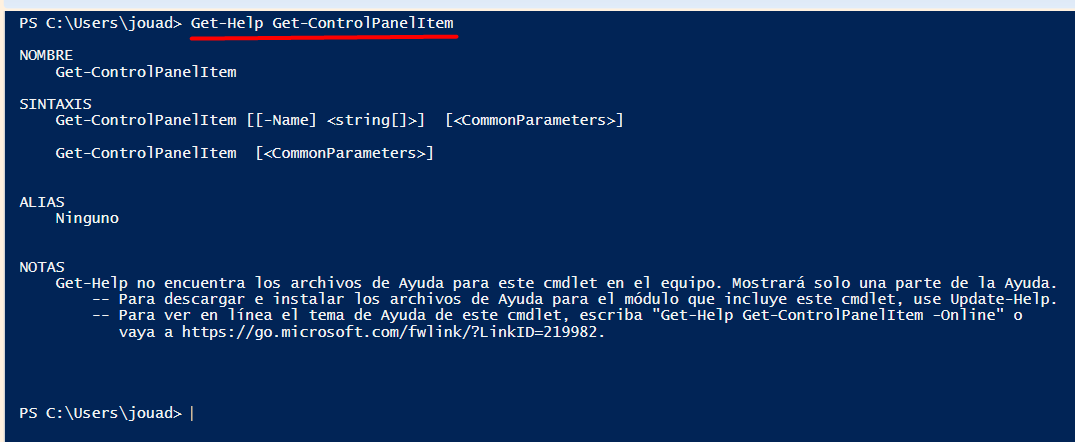 PS C:\Users\jouad> Get-Help Get-ControlPanelItem
NOMBRE
Get-ControlPanelItem
SINTAXIS
Get-ControlPanelItem [[-Name] <string[]>]  [<CommonParameters>]
Get-ControlPanelItem  [<CommonParameters>]
ALIAS
Ninguno
NOTAS
Get-Help no encuentra los archivos de Ayuda para este cmdlet en el equipo. Mostrará solo una parte de la Ayuda.
-- Para descargar e instalar los archivos de Ayuda para el módulo que incluye este cmdlet, use Update-Help.
-- Para ver en línea el tema de Ayuda de este cmdlet, escriba "Get-Help Get-ControlPanelItem -Online" o
vaya a https://go.microsoft.com/fwlink/?LinkID=219982.
PS C:\Users\jouad>